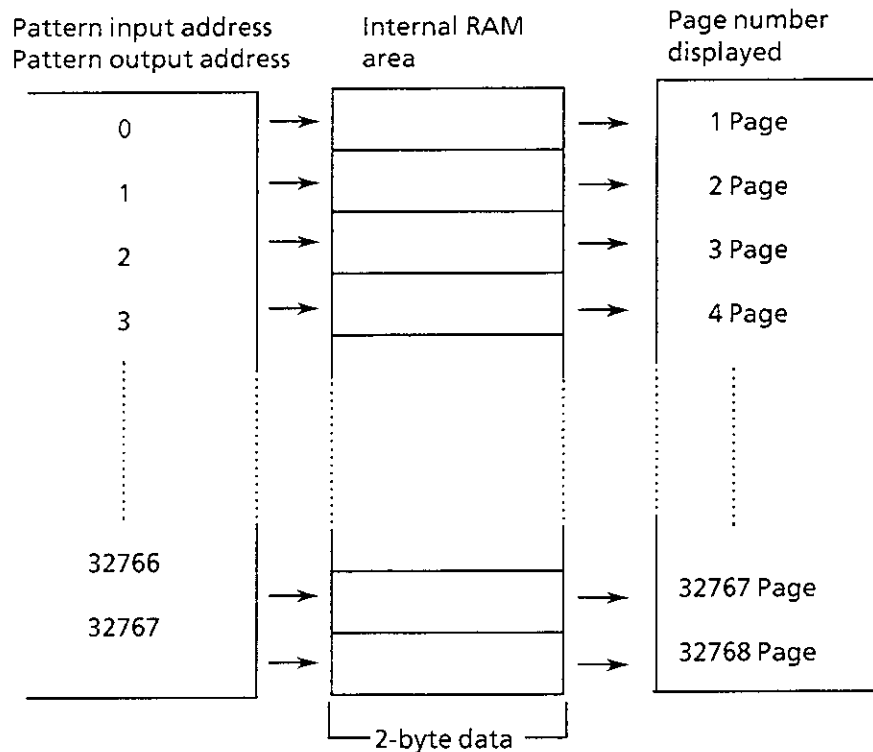 Pattern input address
Pattern output address
Internal RAM
area
Page number
displayed
0
1 Page
1
2 Page
2
3 Page
3
4 Page
32766
32767 Page
32767
32768 Page
2-byte data